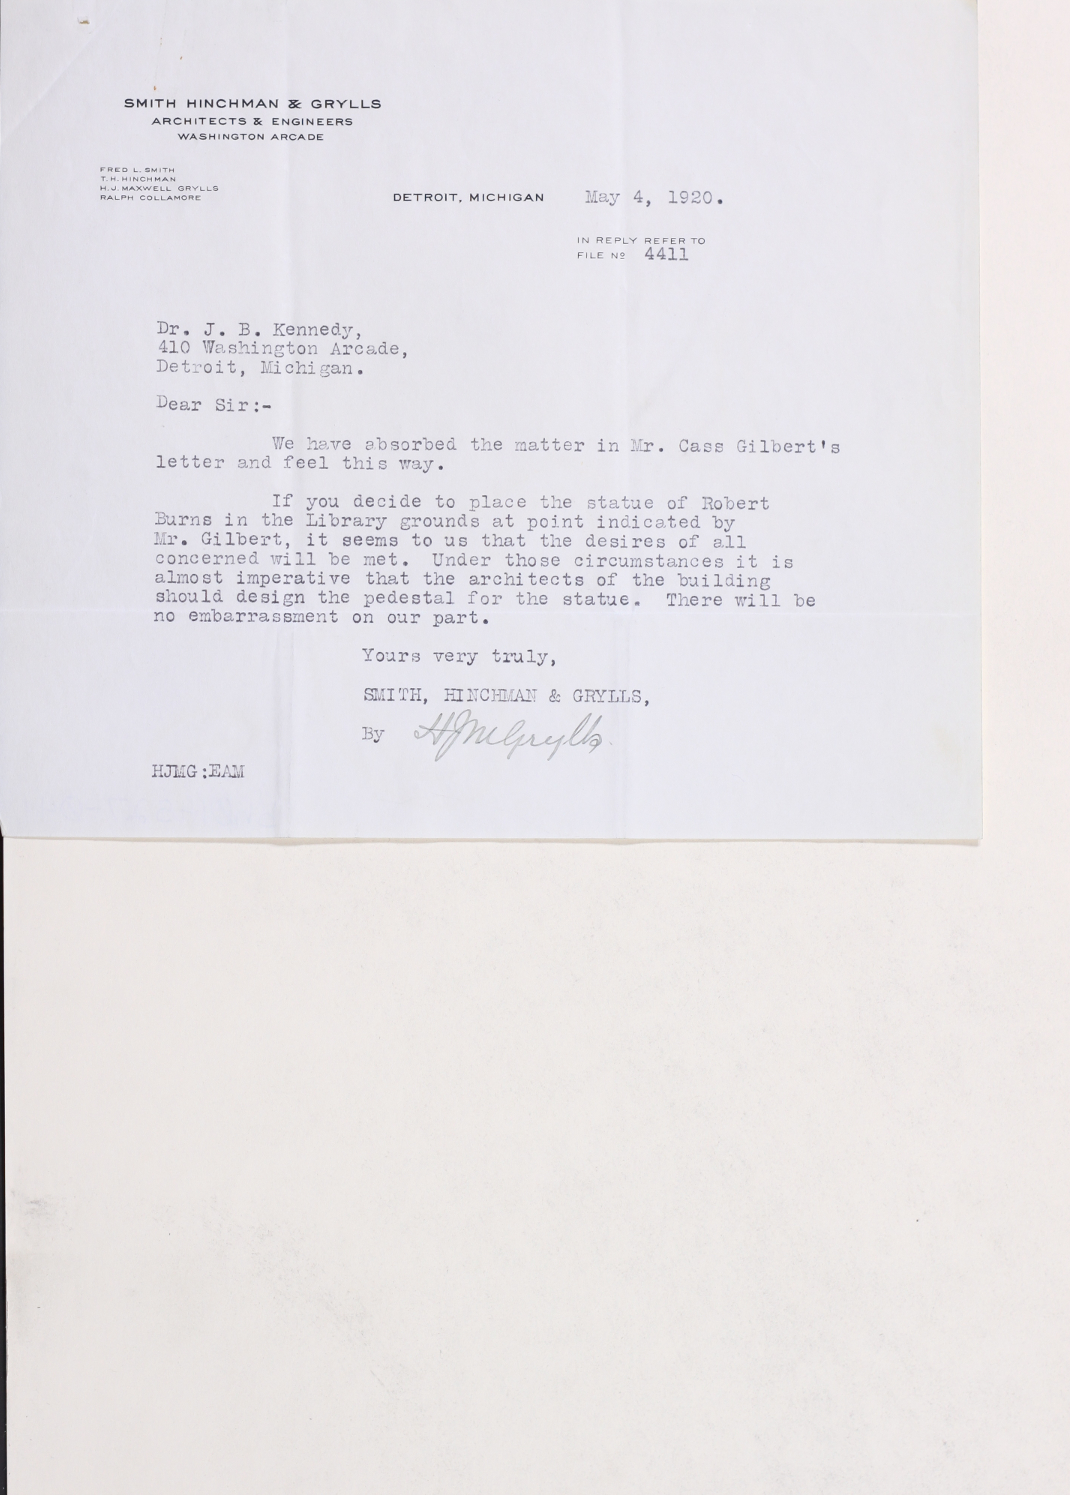 SMITH HINCHMAN & GRYLLS
ARCHITECTS & ENGINEERS
WASHINGTON ARCADE
FRED L. SMITH
T. H. HINCHMAN
H. J. MAXWELL GRYLLS
RALPH COLLAMORE
DETROIT, MICHIGAN May 4, 1920.
IN REPLY REFER TO
FILE Nº 4411
Dr. J. B. Kennedy,
410 Washington Arcade,
Detroit, Michigan.
Dear Sir:-
We have absorbed the matter in Mr. Cass Gilbert's
letter and feel this way.
If you decide to place the statue of Robert
Burns in the Library grounds at point indicated by
Mr. Gilbert, it seems to us that the desires of all
concerned will be met. Under those circumstances it is
almost imperative that the architects of the building
should design the pedestal for the statue. There will be
no embarrassment on our part.
Yours very truly,
SMITH, HINCHMAN & GRYLLS,
By HJMGrylls.
HJMG:EAM